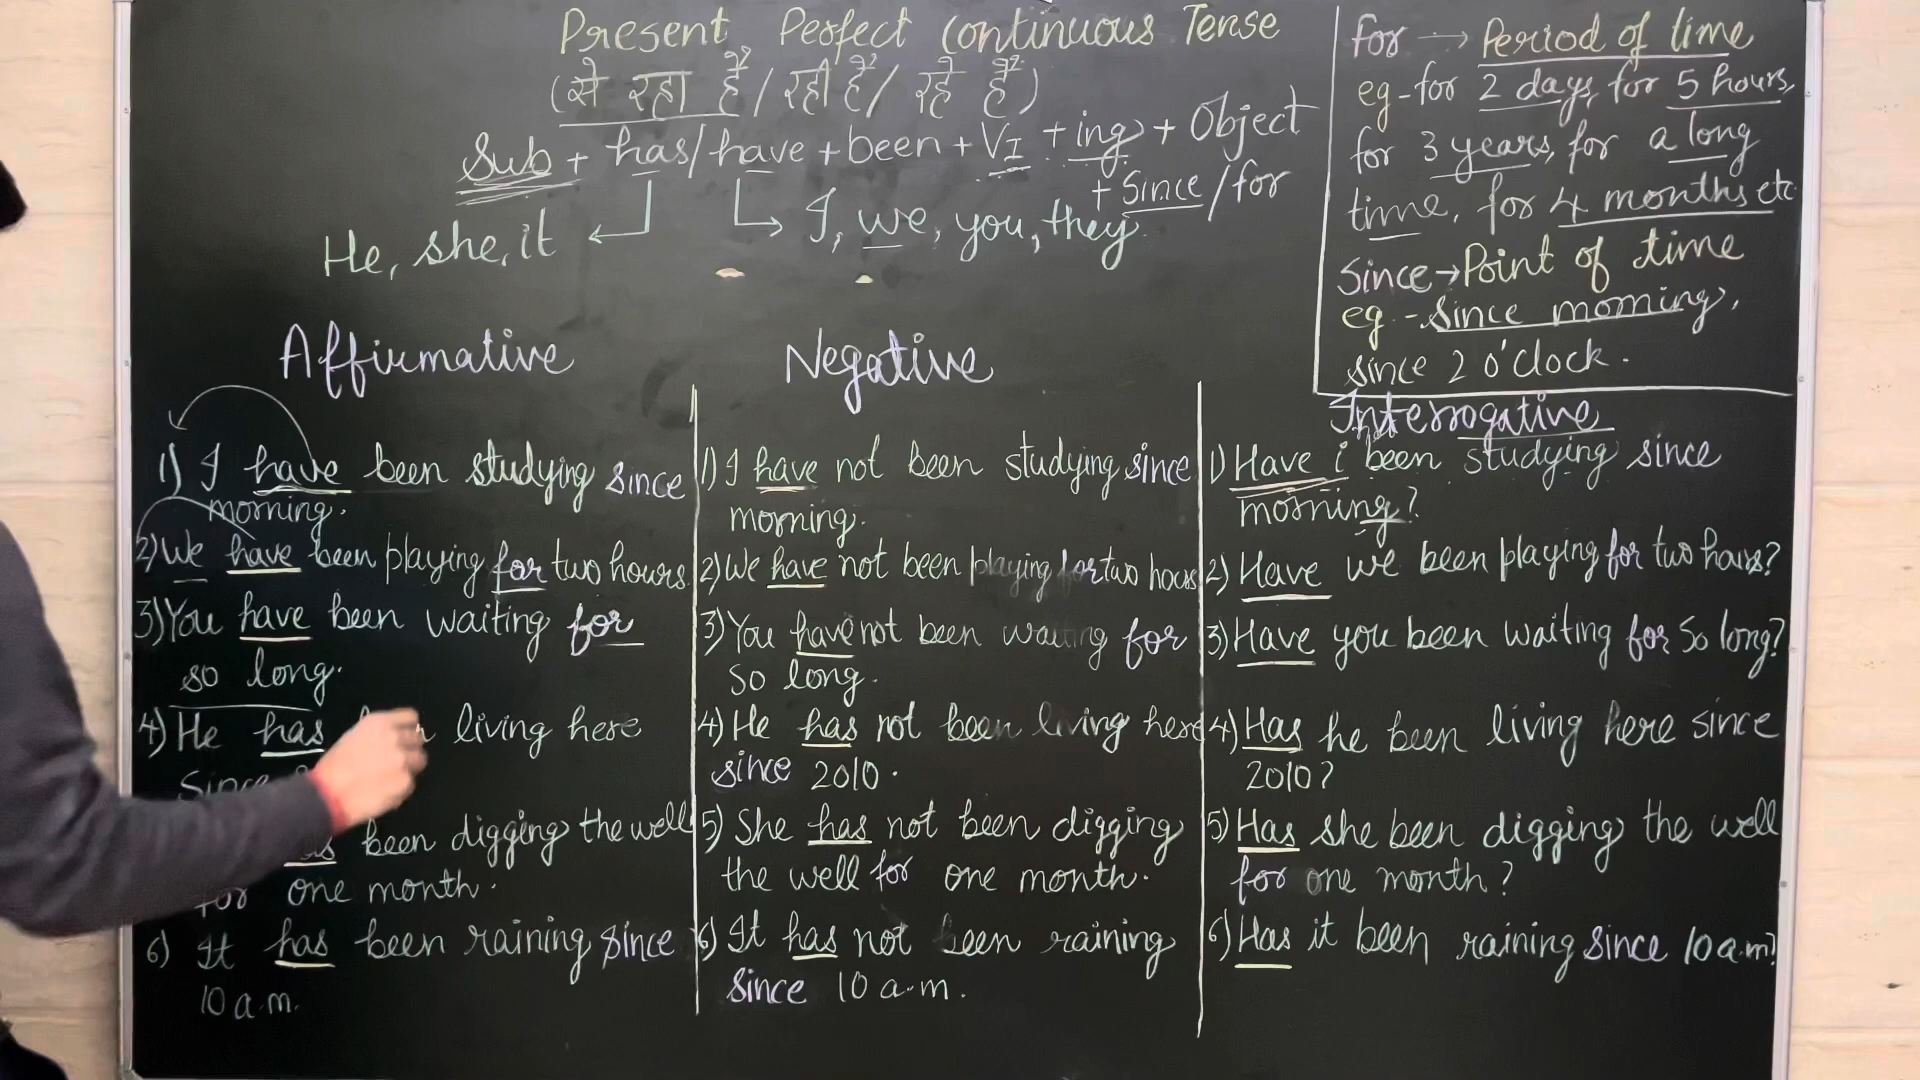 Present Perfect Continuous Tense
(से रहा है / रही है / रहे हैं)
Sub + has/have + been + VI + ing + Object
+ Since/for
He, she, it
I, we, you, they
for → Period of time
eg - for 2 days, for 5 hours,
for 3 years, for a long
time, for 4 months etc
Since → Point of time
eg - Since morning,
since 2 o'clock.
Affirmative
1) I have been studying since
morning.
2) We have been playing for two hours.
3) You have been waiting for
so long.
4) He has living here
Since
been digging the well
for one month.
6) It has been raining since
10 a.m.
Negative
1) I have not been studying since
morning.
2) We have not been playing for two hours
3) You have not been waiting for
so long.
4) He has not been living here
since 2010.
5) She has not been digging
the well for one month.
6) It has not been raining
since 10 a.m.
Interrogative
1) Have i been studying since
morning?
2) Have we been playing for two hours?
3) Have you been waiting for so long?
4) Has he been living here since
2010?
5) Has she been digging the well
for one month?
6) Has it been raining since 10 a.m?